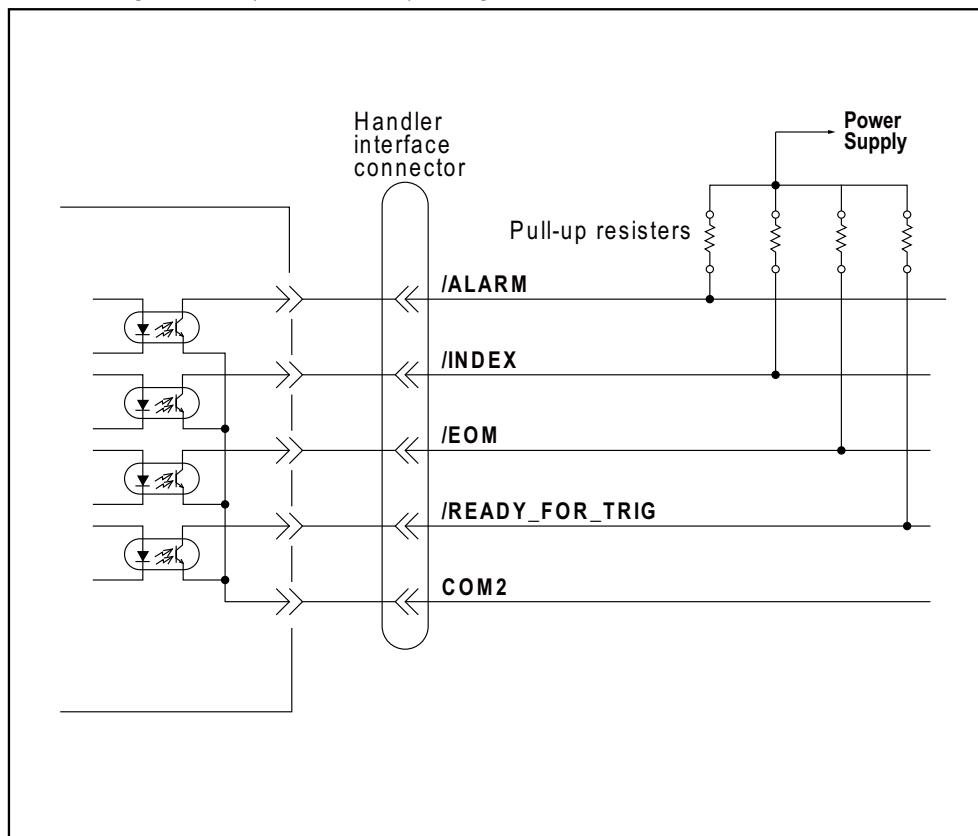 Handler
interface
connector
Power
Supply
Pull-up resisters
/ALARM
/INDEX
/EOM
/READY_FOR_TRIG
COM2